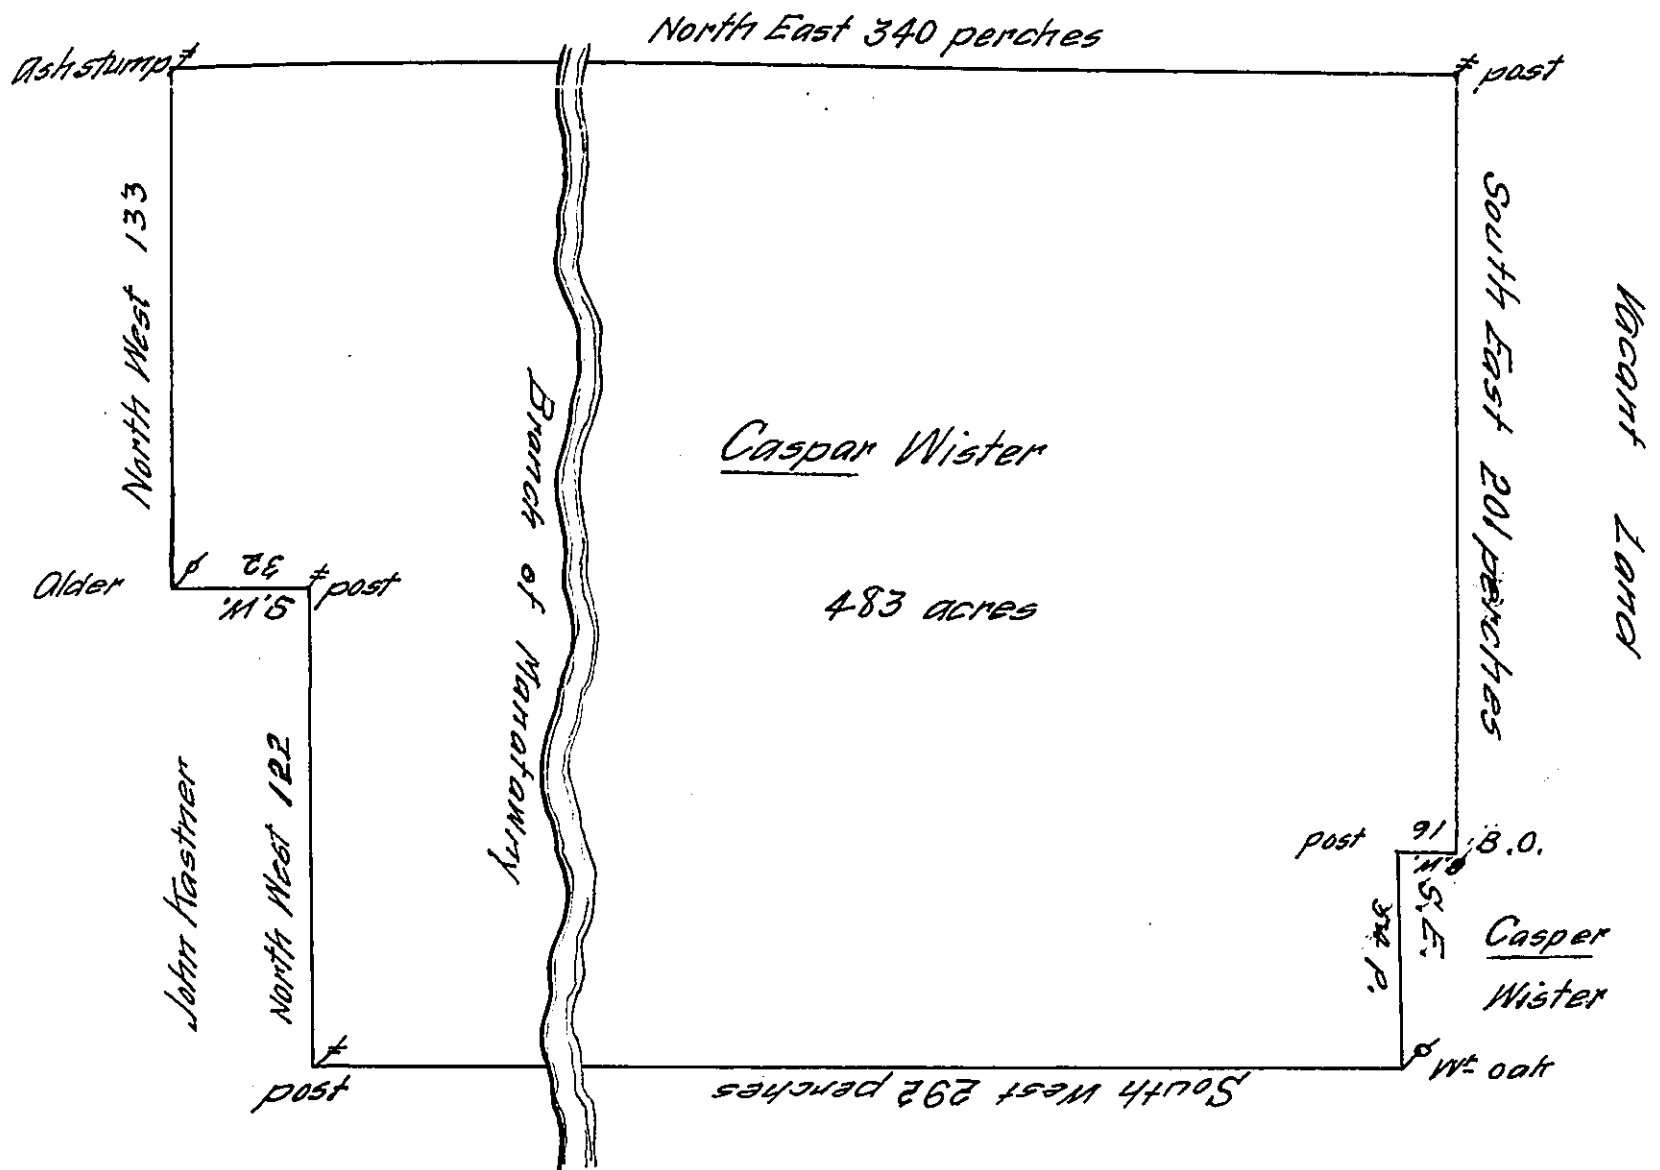 North East 340 perches
Ashstump
post
North West 133
South East 201 perches
Vacant Land
Branch of Manatawny
Caspar Wister
483 acres
Alder
32
S.W.
post
John Kastner
North West 122
post
16
S.W.
B.O.
S.E.
54 P.
Casper
Wister
Wt oak
post
South West 292 perches